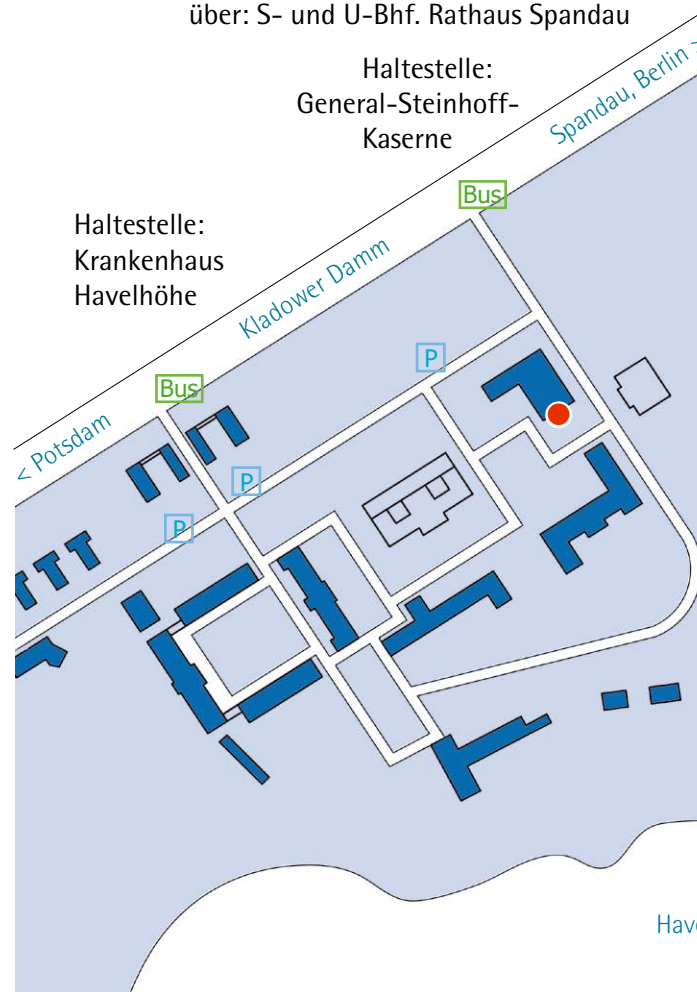 über: S- und U-Bhf. Rathaus Spandau
Haltestelle:
General-Steinhoff-
Kaserne
Spandau, Berlin >
Bus
Haltestelle:
Krankenhaus
Havelhöhe
Kladower Damm
P
Bus
< Potsdam
P
P